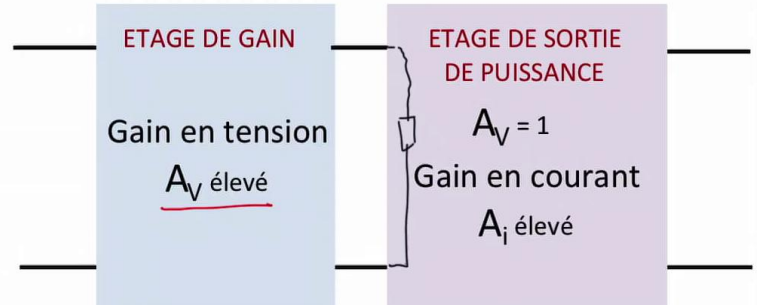 ETAGE DE GAIN
Gain en tension
Av élevé
ETAGE DE SORTIE
DE PUISSANCE
Av = 1
Gain en courant
Ai élevé